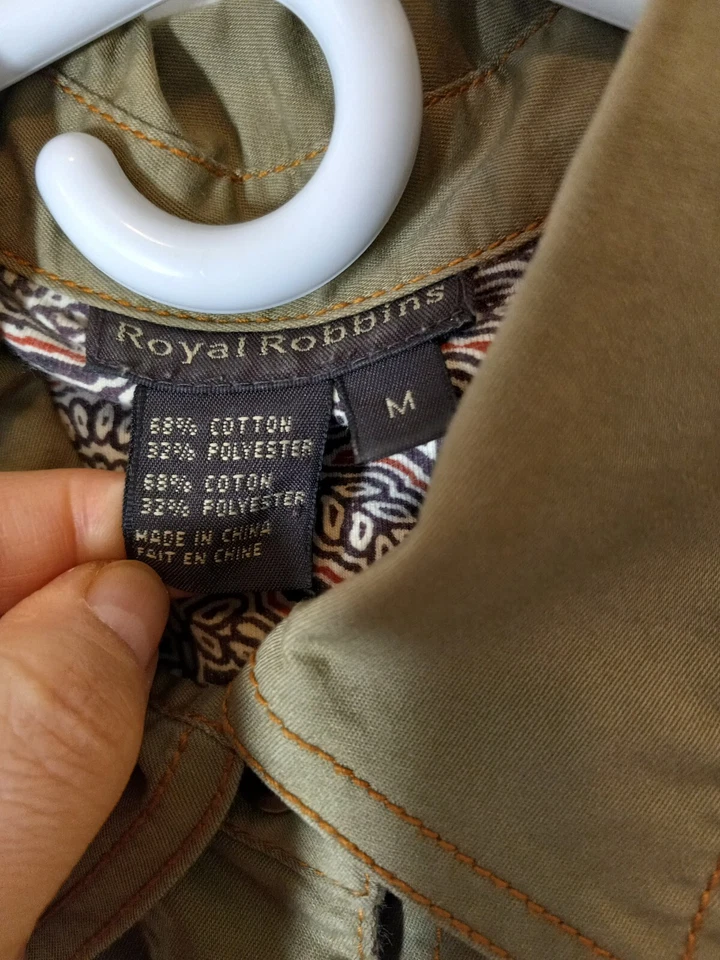 Royal Robbins
M
68% COTTON
32% POLYESTER
68% COTON
32% POLYESTER
MADE IN CHINA
FAIT EN CHINE